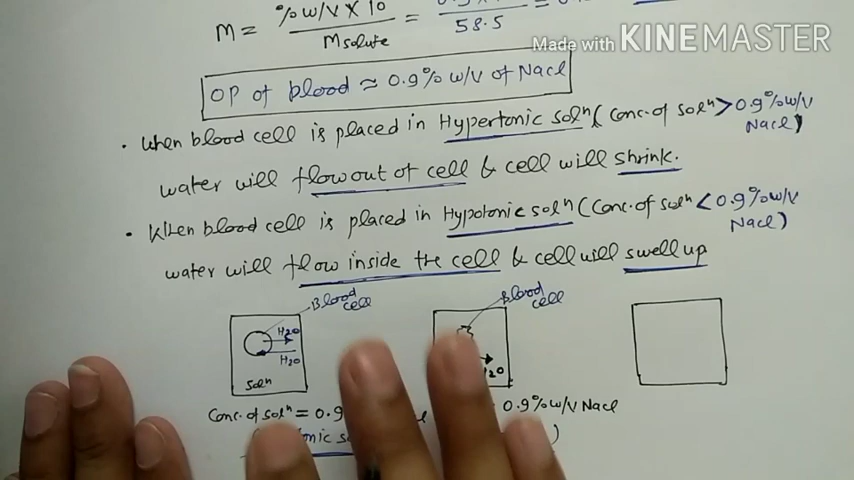 M = % w/V × 10 / Msolute = 58.5
Made with KINEMASTER
OP of blood ≈ 0.9% w/V of Nacl
• When blood cell is placed in Hypertonic solⁿ (conc. of solⁿ > 0.9% w/V Nacl)
water will flow out of cell & cell will shrink.
• When blood cell is placed in Hypotonic solⁿ (conc. of solⁿ < 0.9% w/V Nacl)
water will flow inside the cell & cell will swell up
Blood cell
H2O
H2O
solⁿ
Blood cell
Conc. of solⁿ = 0.9
0.9% w/V Nacl